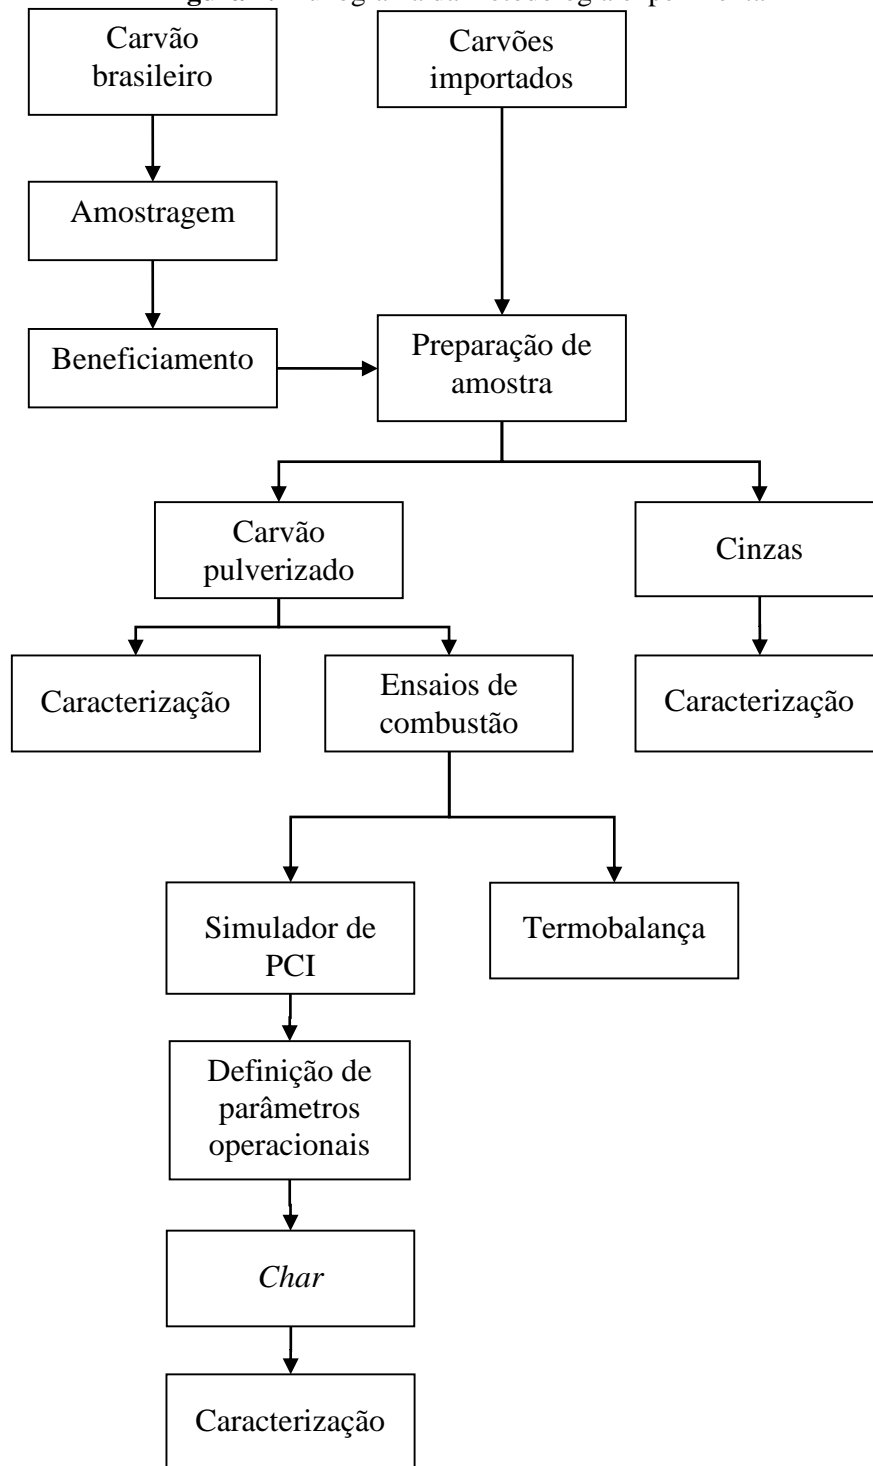 Carvão
brasileiro
Carvões
importados
Amostragem
Beneficiamento
Preparação de
amostra
Carvão
pulverizado
Cinzas
Caracterização
Ensaios de
combustão
Caracterização
Simulador de
PCI
Termobalança
Definição de
parâmetros
operacionais
Char
Caracterização